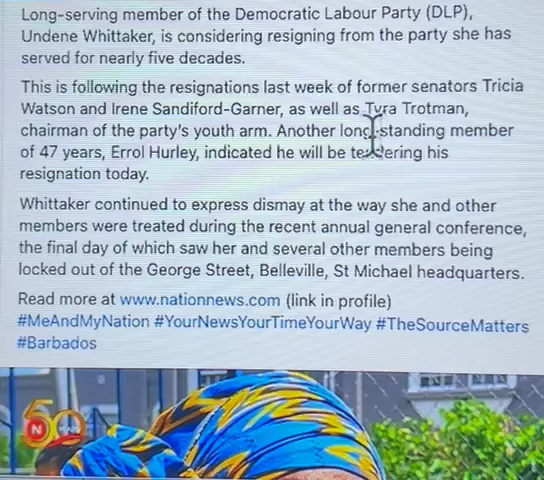 Long-serving member of the Democratic Labour Party (DLP),
Undene Whittaker, is considering resigning from the party she has
served for nearly five decades.
This is following the resignations last week of former senators Tricia
Watson and Irene Sandiford-Garner, as well as Tyra Trotman,
chairman of the party's youth arm. Another long-standing member
of 47 years, Errol Hurley, indicated he will be his
resignation today.
Whittaker continued to express dismay at the way she and other
members were treated during the recent annual general conference,
the final day of which saw her and several other members being
locked out of the George Street, Belleville, St Michael headquarters.
Read more at www.nationnews.com (link in profile)
#MeAndMyNation #YourNewsYourTimeYourWay #TheSourceMatters
#Barbados
50
N